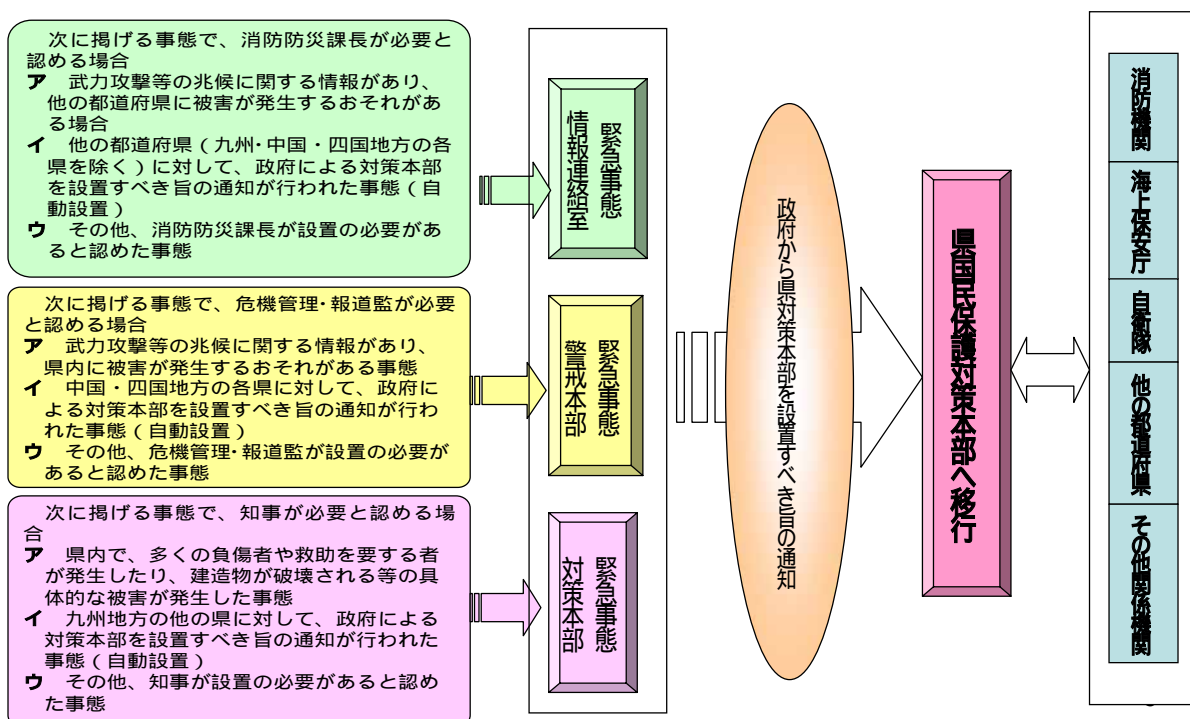 次に掲げる事態で、消防防災課長が必要と
認める場合
ア 武力攻撃等の兆候に関する情報があり、
他の都道府県に被害が発生するおそれがあ
る場合
イ 他の都道府県（九州・中国・四国地方の各
県を除く）に対して、政府による対策本部
を設置すべき旨の通知が行われた事態（自
動設置）
ウ その他、消防防災課長が設置の必要があ
ると認めた事態
緊急事態
情報連絡室
次に掲げる事態で、危機管理・報道監が必要
と認める場合
ア 武力攻撃等の兆候に関する情報があり、
県内に被害が発生するおそれがある事態
イ 中国・四国地方の各県に対して、政府によ
る対策本部を設置すべき旨の通知が行わ
れた事態（自動設置）
ウ その他、危機管理・報道監が設置の必要が
あると認めた事態
緊急事態
警戒本部
次に掲げる事態で、知事が必要と認める場
合
ア 県内で、多くの負傷者や救助を要する者
が発生したり、建造物が破壊される等の具
体的な被害が発生した事態
イ 九州地方の他の県に対して、政府による
対策本部を設置すべき旨の通知が行われた
事態（自動設置）
ウ その他、知事が設置の必要があると認め
た事態
緊急事態
対策本部
政府から県対策本部を設置すべき旨の通知
県国民保護対策本部へ移行
消防機関
海上保安庁
自衛隊
他の都道府県
その他関係機関